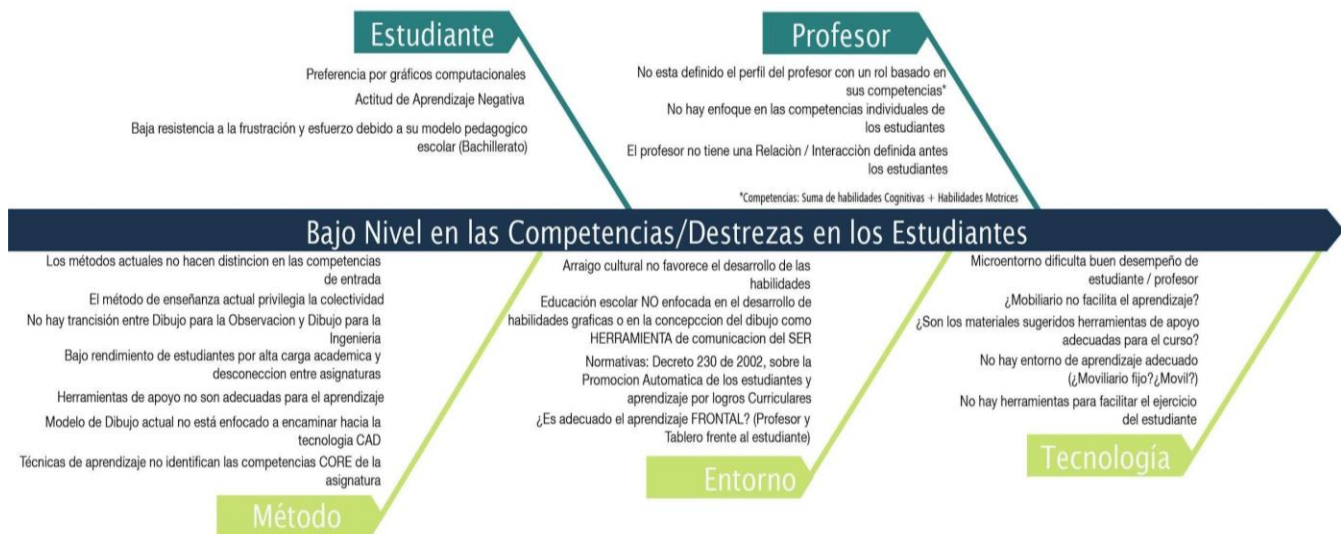 Estudiante
Preferencia por gráficos computacionales
Actitud de Aprendizaje Negativa
Baja resistencia a la frustración y esfuerzo debido a su modelo pedagogico
escolar (Bachillerato)
Profesor
No esta definido el perfil del profesor con un rol basado en
sus competencias*
No hay enfoque en las competencias individuales de
los estudiantes
El profesor no tiene una Relaciòn / Interacciòn definida antes
los estudiantes
*Competencias: Suma de habilidades Cognitivas + Habilidades Motrices
Bajo Nivel en las Competencias/Destrezas en los Estudiantes
Los métodos actuales no hacen distincion en las competencias
de entrada
El método de enseñanza actual privilegia la colectividad
No hay trancisión entre Dibujo para la Observacion y Dibujo para la
Ingenieria
Bajo rendimiento de estudiantes por alta carga academica y
desconeccion entre asignaturas
Herramientas de apoyo no son adecuadas para el aprendizaje
Modelo de Dibujo actual no está enfocado a encaminar hacia la
tecnologia CAD
Técnicas de aprendizaje no identifican las competencias CORE de la
asignatura
Método
Arraigo cultural no favorece el desarrollo de las
habilidades
Educación escolar NO enfocada en el desarrollo de
habilidades graficas o en la concepccion del dibujo como
HERRAMIENTA de comunicacion del SER
Normativas: Decreto 230 de 2002, sobre la
Promocion Automatica de los estudiantes y
aprendizaje por logros Curriculares
¿Es adecuado el aprendizaje FRONTAL? (Profesor y
Tablero frente al estudiante)
Entorno
Microentorno dificulta buen desempeño de
estudiante / profesor
¿Mobiliario no facilita el aprendizaje?
¿Son los materiales sugeridos herramientas de apoyo
adecuadas para el curso?
No hay entorno de aprendizaje adecuado
(¿Moviliario fijo?¿Movil?)
No hay herramientas para facilitar el ejercicio
del estudiante
Tecnología